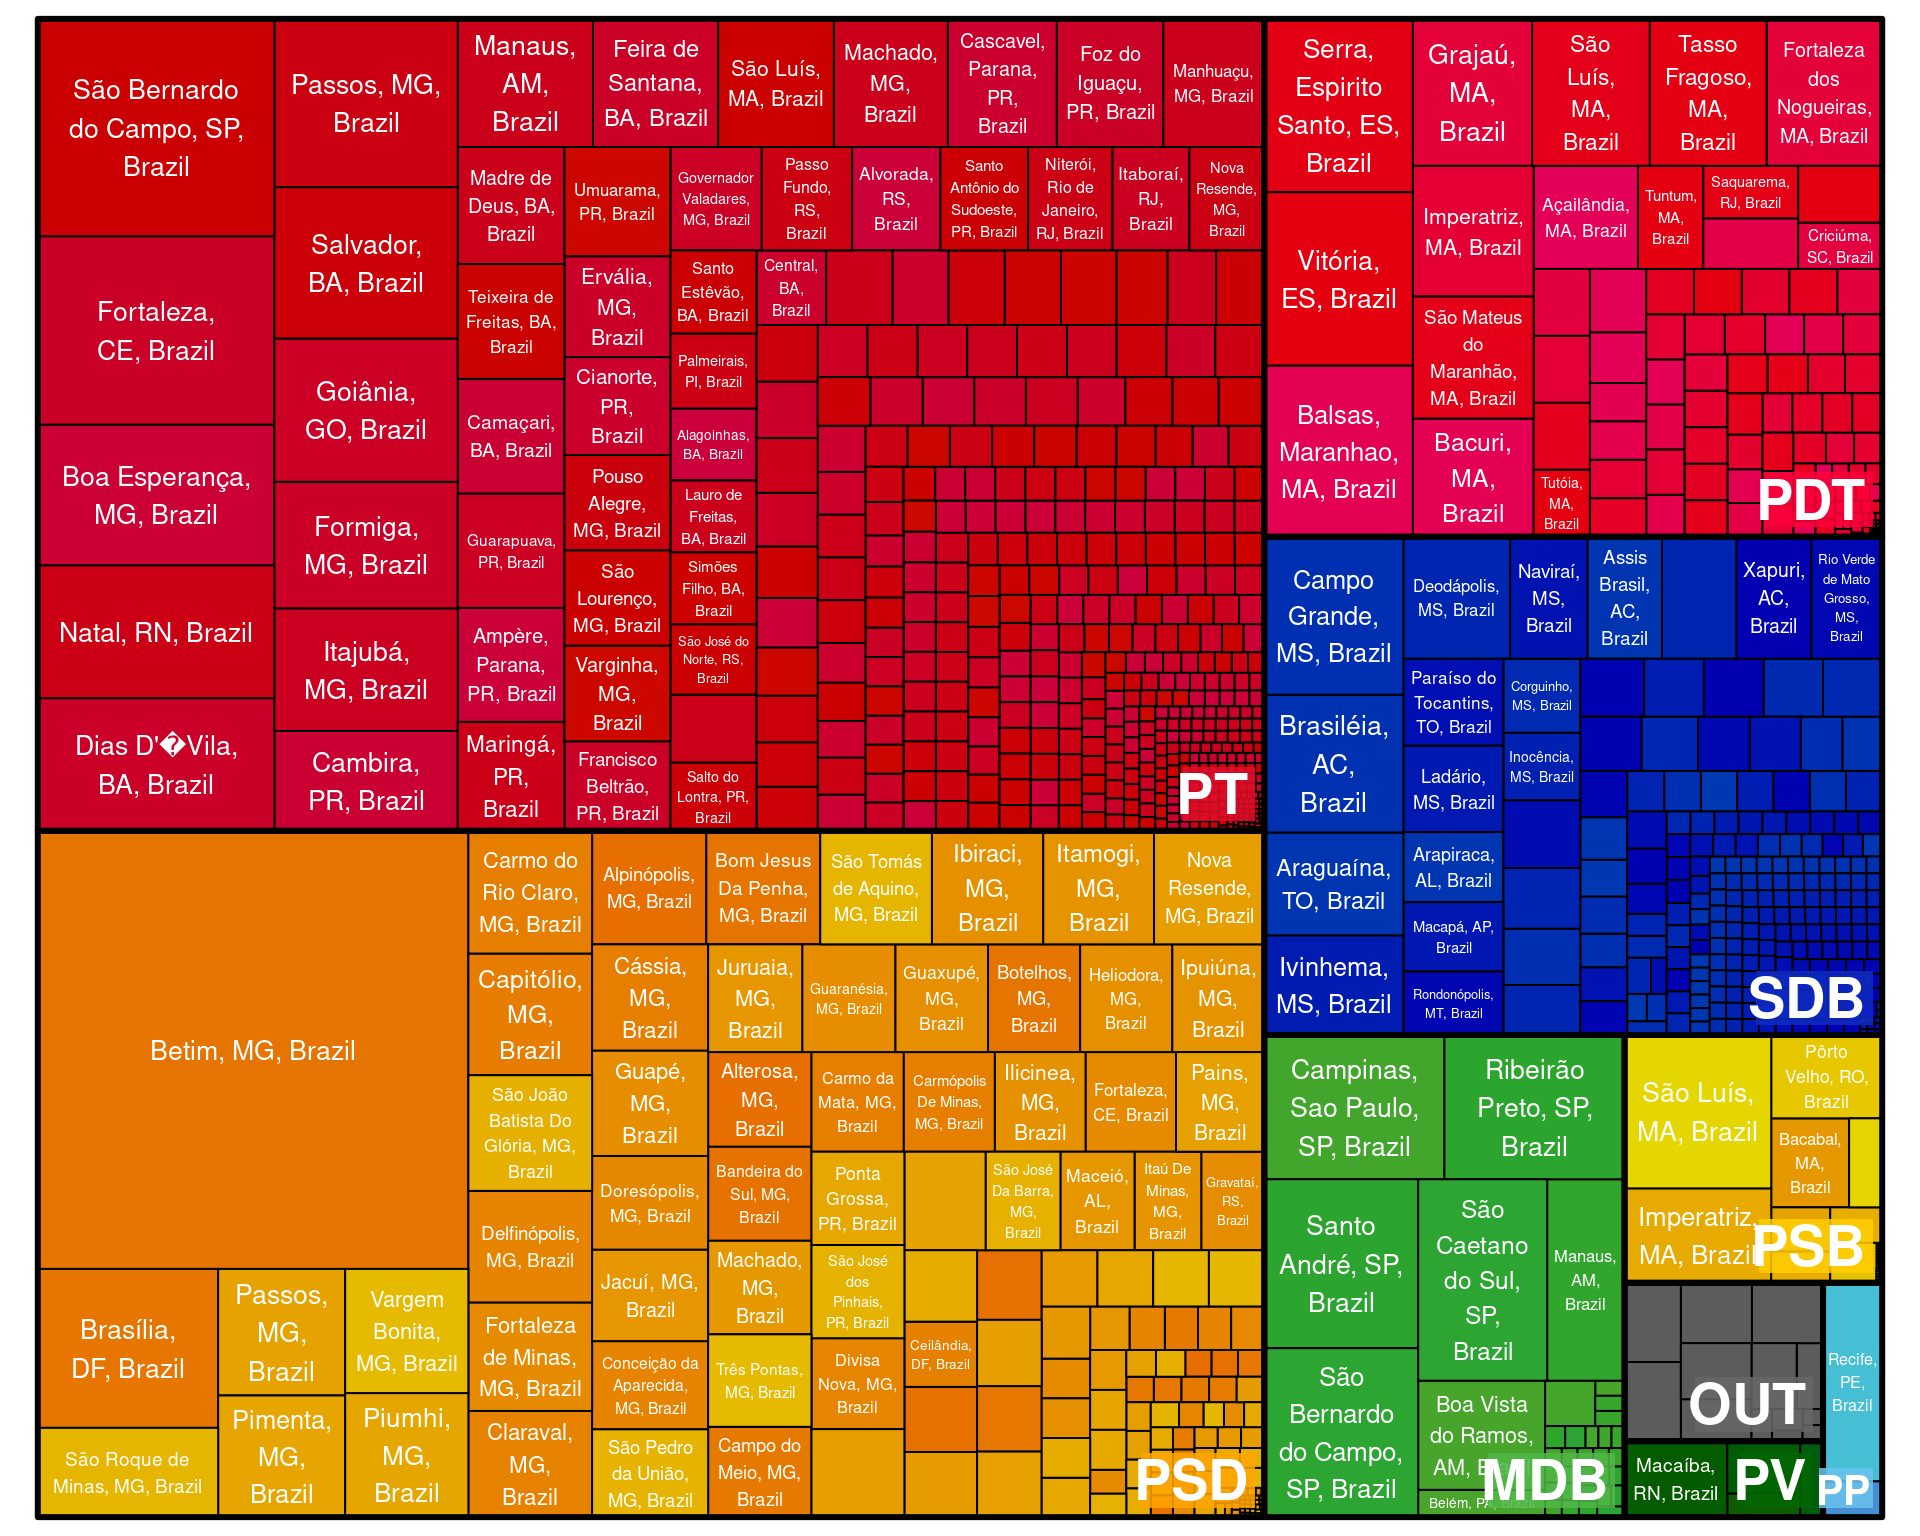 São Bernardo
do Campo, SP,
Brazil
Fortaleza,
CE, Brazil
Boa Esperança,
MG, Brazil
Natal, RN, Brazil
Dias D'�Vila,
BA, Brazil
Passos, MG,
Brazil
Salvador,
BA, Brazil
Goiânia,
GO, Brazil
Formiga,
MG, Brazil
Itajubá,
MG, Brazil
Cambira,
PR, Brazil
Manaus,
AM,
Brazil
Feira de
Santana,
BA, Brazil
São Luís,
MA, Brazil
Machado,
MG,
Brazil
Cascavel,
Parana,
PR,
Brazil
Foz do
Iguaçu,
PR, Brazil
Manhuaçu,
MG, Brazil
Madre de
Deus, BA,
Brazil
Teixeira de
Freitas, BA,
Brazil
Camaçari,
BA, Brazil
Guarapuava,
PR, Brazil
Ampère,
Parana,
PR, Brazil
Maringá,
PR,
Brazil
Umuarama,
PR, Brazil
Ervália,
MG,
Brazil
Cianorte,
PR,
Brazil
Pouso
Alegre,
MG, Brazil
São
Lourenço,
MG, Brazil
Varginha,
MG,
Brazil
Francisco
Beltrão,
PR, Brazil
Governador
Valadares,
MG, Brazil
Passo
Fundo,
RS,
Brazil
Alvorada,
RS,
Brazil
Santo
Antônio do
Sudoeste,
PR, Brazil
Niterói,
Rio de
Janeiro,
RJ, Brazil
Itaboraí,
RJ,
Brazil
Nova
Resende,
MG,
Brazil
Santo
Estêvão,
BA, Brazil
Palmeirais,
PI, Brazil
Alagoinhas,
BA, Brazil
Lauro de
Freitas,
BA, Brazil
Simões
Filho, BA,
Brazil
São José do
Norte, RS,
Brazil
Salto do
Lontra, PR,
Brazil
Central,
BA,
Brazil
PT
Serra,
Espirito
Santo, ES,
Brazil
Vitória,
ES, Brazil
Balsas,
Maranhao,
MA, Brazil
Grajaú,
MA,
Brazil
São
Luís,
MA,
Brazil
Tasso
Fragoso,
MA,
Brazil
Fortaleza
dos
Nogueiras,
MA, Brazil
Imperatriz,
MA, Brazil
São Mateus
do
Maranhão,
MA, Brazil
Bacuri,
MA,
Brazil
Açailândia,
MA, Brazil
Tuntum,
MA,
Brazil
Saquarema,
RJ, Brazil
Criciúma,
SC, Brazil
Tutóia,
MA,
Brazil
PDT
Campo
Grande,
MS, Brazil
Brasiléia,
AC,
Brazil
Araguaína,
TO, Brazil
Ivinhema,
MS, Brazil
Deodápolis,
MS, Brazil
Naviraí,
MS,
Brazil
Assis
Brasil,
AC,
Brazil
Xapuri,
AC,
Brazil
Rio Verde
de Mato
Grosso,
MS,
Brazil
Paraíso do
Tocantins,
TO, Brazil
Ladário,
MS, Brazil
Arapiraca,
AL, Brazil
Macapá, AP,
Brazil
Rondonópolis,
MT, Brazil
Corguinho,
MS, Brazil
Inocência,
MS, Brazil
SDB
Betim, MG, Brazil
Brasília,
DF, Brazil
São Roque de
Minas, MG, Brazil
Passos,
MG,
Brazil
Pimenta,
MG,
Brazil
Vargem
Bonita,
MG, Brazil
Piumhi,
MG,
Brazil
Carmo do
Rio Claro,
MG, Brazil
Capitólio,
MG,
Brazil
São João
Batista Do
Glória, MG,
Brazil
Delfinópolis,
MG, Brazil
Fortaleza
de Minas,
MG, Brazil
Claraval,
MG,
Brazil
Alpinópolis,
MG, Brazil
Bom Jesus
Da Penha,
MG, Brazil
São Tomás
de Aquino,
MG, Brazil
Ibiraci,
MG,
Brazil
Itamogi,
MG,
Brazil
Nova
Resende,
MG, Brazil
Cássia,
MG,
Brazil
Guapé,
MG,
Brazil
Doresópolis,
MG, Brazil
Jacuí, MG,
Brazil
Conceição da
Aparecida,
MG, Brazil
São Pedro
da União,
MG, Brazil
Juruaia,
MG,
Brazil
Guaranésia,
MG, Brazil
Guaxupé,
MG,
Brazil
Botelhos,
MG,
Brazil
Heliodora,
MG,
Brazil
Ipuiúna,
MG,
Brazil
Alterosa,
MG,
Brazil
Bandeira do
Sul, MG,
Brazil
Machado,
MG,
Brazil
Três Pontas,
MG, Brazil
Campo do
Meio, MG,
Brazil
Carmo da
Mata, MG,
Brazil
Carmópolis
De Minas,
MG, Brazil
Ilicinea,
MG,
Brazil
Fortaleza,
CE, Brazil
Pains,
MG,
Brazil
Ponta
Grossa,
PR, Brazil
São José
dos
Pinhais,
PR, Brazil
Divisa
Nova, MG,
Brazil
São José
Da Barra,
MG,
Brazil
Maceió,
AL,
Brazil
Itaú De
Minas,
MG,
Brazil
Gravataí,
RS,
Brazil
Ceilândia,
DF, Brazil
PSD
Campinas,
Sao Paulo,
SP, Brazil
Ribeirão
Preto, SP,
Brazil
Santo
André, SP,
Brazil
São
Bernardo
do Campo,
SP, Brazil
São
Caetano
do Sul,
SP,
Brazil
Manaus,
AM,
Brazil
Boa Vista
do Ramos,
AM, Brazil
Belém, PA, Brazil
MDB
São Luís,
MA, Brazil
Imperatriz,
MA, Brazil
Pôrto
Velho, RO,
Brazil
Bacabal,
MA,
Brazil
PSB
OUT
Macaíba,
RN, Brazil
PV
Recife,
PE,
Brazil
PP